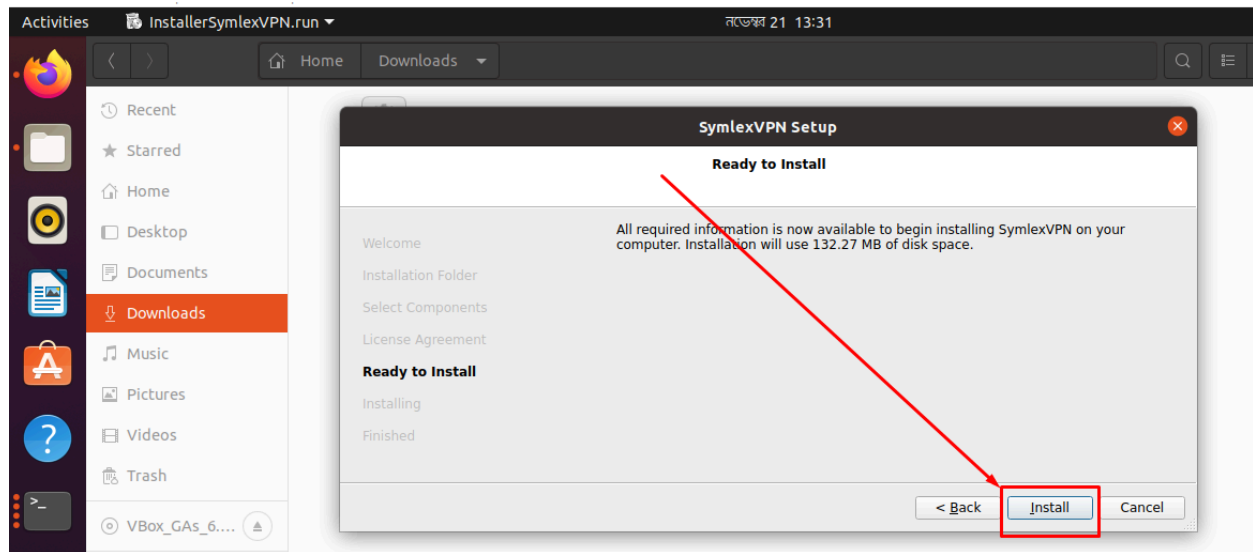 Activities
InstallerSymlexVPN.run
নভেম্বর 21 13:31
Home
Downloads
Recent
Starred
Home
Desktop
Documents
Downloads
Music
Pictures
Videos
Trash
VBox_GAs_6....
SymlexVPN Setup
Ready to Install
Welcome
Installation Folder
Select Components
License Agreement
Ready to Install
Installing
Finished
All required information is now available to begin installing SymlexVPN on your
computer. Installation will use 132.27 MB of disk space.
< Back
Install
Cancel